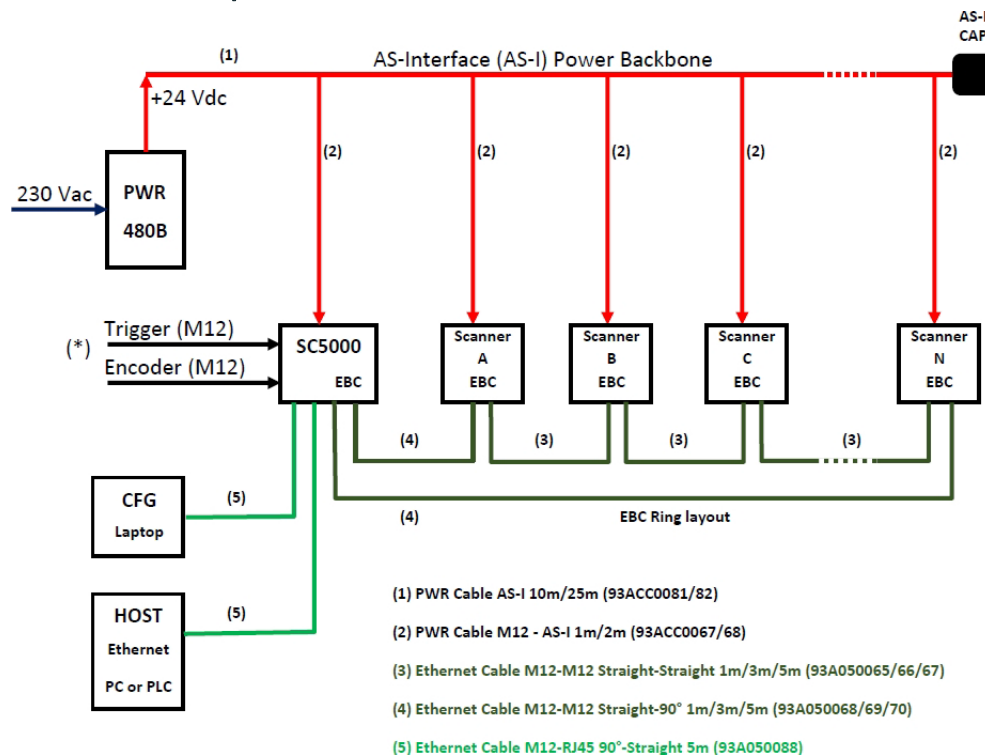 AS-I
CAP
(1)
AS-Interface (AS-I) Power Backbone
+24 Vdc
(2)
(2)
(2)
(2)
(2)
230 Vac
PWR
480B
(*)
Trigger (M12)
Encoder (M12)
SC5000
EBC
Scanner
A
EBC
Scanner
B
EBC
Scanner
C
EBC
Scanner
N
EBC
(4)
(3)
(3)
(3)
CFG
Laptop
(5)
(4)
EBC Ring layout
HOST
Ethernet
PC or PLC
(5)
(1) PWR Cable AS-I 10m/25m (93ACC0081/82)
(2) PWR Cable M12 - AS-I 1m/2m (93ACC0067/68)
(3) Ethernet Cable M12-M12 Straight-Straight 1m/3m/5m (93A050065/66/67)
(4) Ethernet Cable M12-M12 Straight-90° 1m/3m/5m (93A050068/69/70)
(5) Ethernet Cable M12-RJ45 90°-Straight 5m (93A050088)